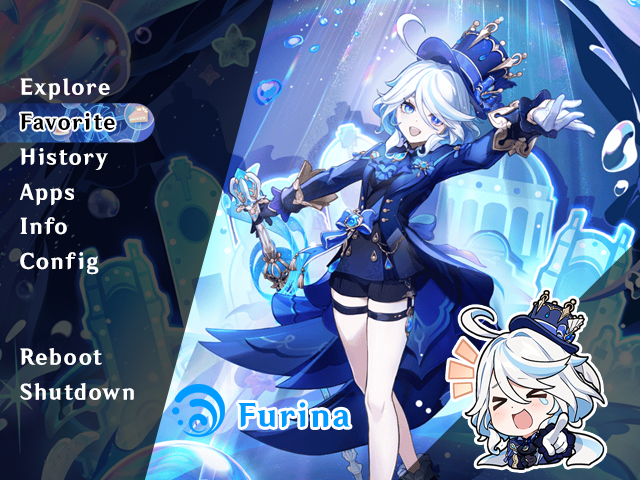 Explore
Favorite
History
Apps
Info
Config
Reboot
Shutdown
Furina